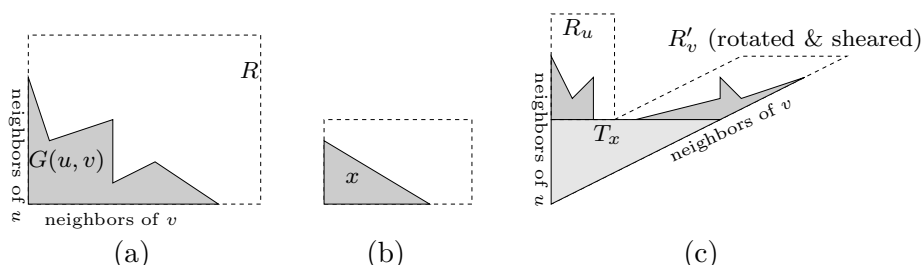 R
G(u, v)
neighbors of u
neighbors of v
(a)
x
(b)
R_u
R'_v (rotated & sheared)
T_x
neighbors of u
neighbors of v
(c)